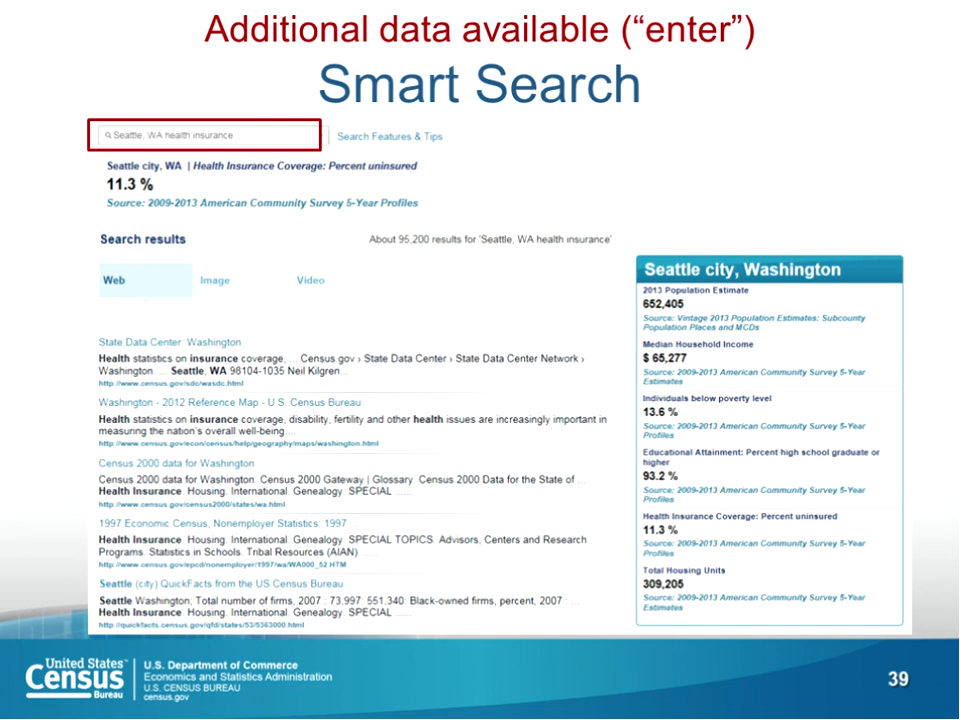 Additional data available (“enter”)
Smart Search
Seattle, WA health insurance
Search Features & Tips
Seattle city, WA | Health Insurance Coverage: Percent uninsured
11.3 %
Source: 2009-2013 American Community Survey 5-Year Profiles
Search results
About 95,200 results for 'Seattle, WA health insurance'
Web
Image
Video
State Data Center: Washington
Health statistics on insurance coverage, ... Census.gov › State Data Center › State Data Center Network ›
Washington. ... Seattle, WA 98104-1035 Neil Kilgren...
http://www.census.gov/sdc/wasdc.html
Washington - 2012 Reference Map - U.S. Census Bureau
Health statistics on insurance coverage, disability, fertility and other health issues are increasingly important in
measuring the nation's overall well-being....
http://www.census.gov/econ/census/help/geography/maps/washington.html
Census 2000 data for Washington
Census 2000 data for Washington. Census 2000 Gateway | Glossary. Census 2000 Data for the State of ...
Health Insurance. Housing. International. Genealogy. SPECIAL ......
http://www.census.gov/census2000/states/wa.html
1997 Economic Census, Nonemployer Statistics: 1997 ...
Health Insurance. Housing. International. Genealogy. SPECIAL TOPICS. Advisors, Centers and Research
Programs. Statistics in Schools. Tribal Resources (AIAN) ......
http://www.census.gov/epcd/nonemployer/1997/wa/WA000_52.HTM
Seattle (city) QuickFacts from the US Census Bureau
Seattle Washington; Total number of firms, 2007 : 73,997: 551,340: Black-owned firms, percent, 2007 : ...
Health Insurance. Housing. International. Genealogy. SPECIAL ......
http://quickfacts.census.gov/qfd/states/53/5363000.html
Seattle city, Washington
2013 Population Estimate
652,405
Source: Vintage 2013 Population Estimates: Subcounty
Population Places and MCDs
Median Household Income
$ 65,277
Source: 2009-2013 American Community Survey 5-Year
Estimates
Individuals below poverty level
13.6 %
Source: 2009-2013 American Community Survey 5-Year
Profiles
Educational Attainment: Percent high school graduate or
higher
93.2 %
Source: 2009-2013 American Community Survey 5-Year
Profiles
Health Insurance Coverage: Percent uninsured
11.3 %
Source: 2009-2013 American Community Survey 5-Year
Profiles
Total Housing Units
309,205
Source: 2009-2013 American Community Survey 5-Year
Estimates
United States™
Census
Bureau
U.S. Department of Commerce
Economics and Statistics Administration
U.S. CENSUS BUREAU
census.gov
39